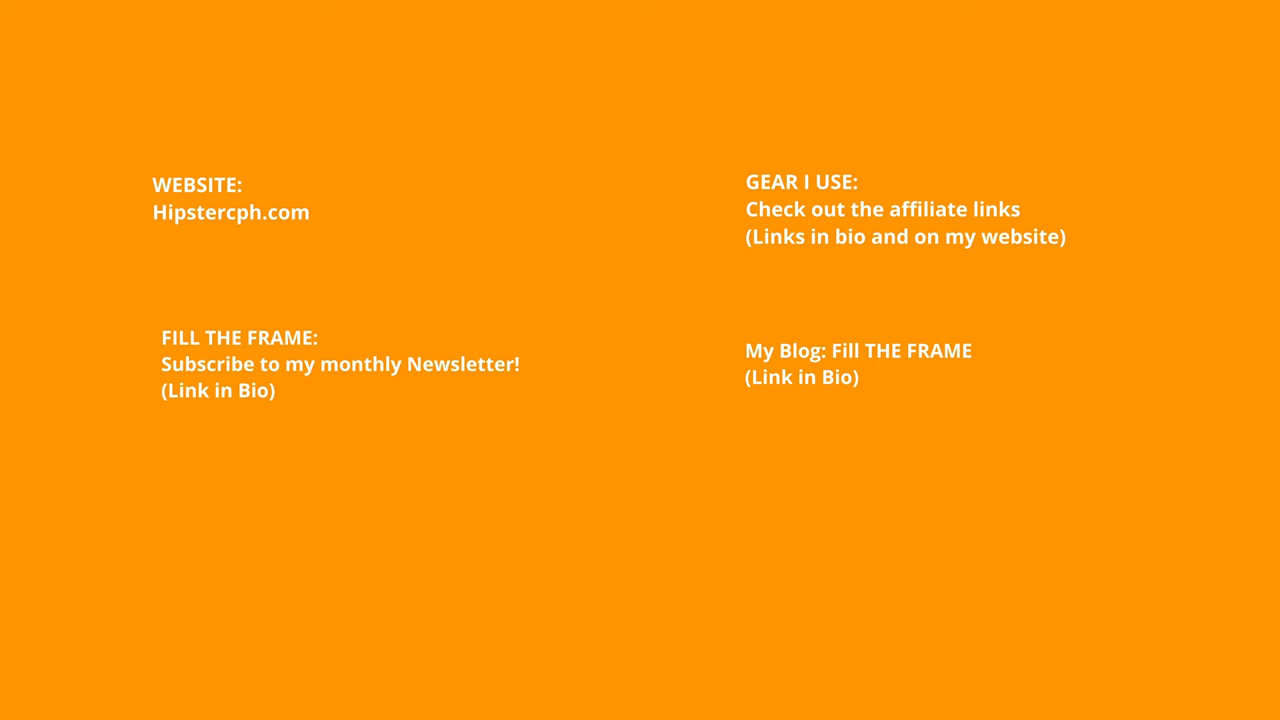 WEBSITE:
Hipstercph.com
GEAR I USE:
Check out the affiliate links
(Links in bio and on my website)
FILL THE FRAME:
Subscribe to my monthly Newsletter!
(Link in Bio)
My Blog: Fill THE FRAME
(Link in Bio)